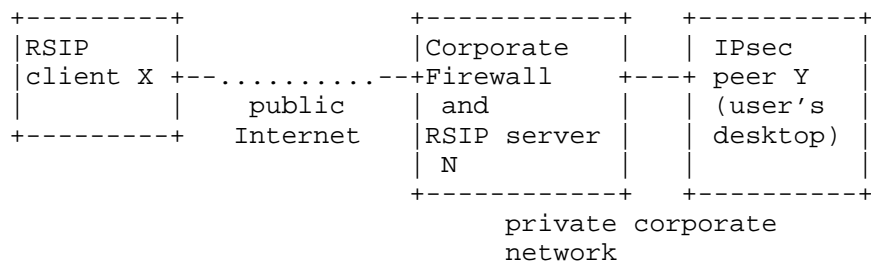 +---------+                +------------+   +----------+
|RSIP     |                |Corporate   |   | IPsec    |
|client X +--..........--+Firewall    +---+ peer Y   |
|         |    public      | and        |   | (user's  |
+---------+   Internet     |RSIP server |   | desktop) |
                           | N          |   |          |
                           +------------+   +----------+
                                private corporate
                                network